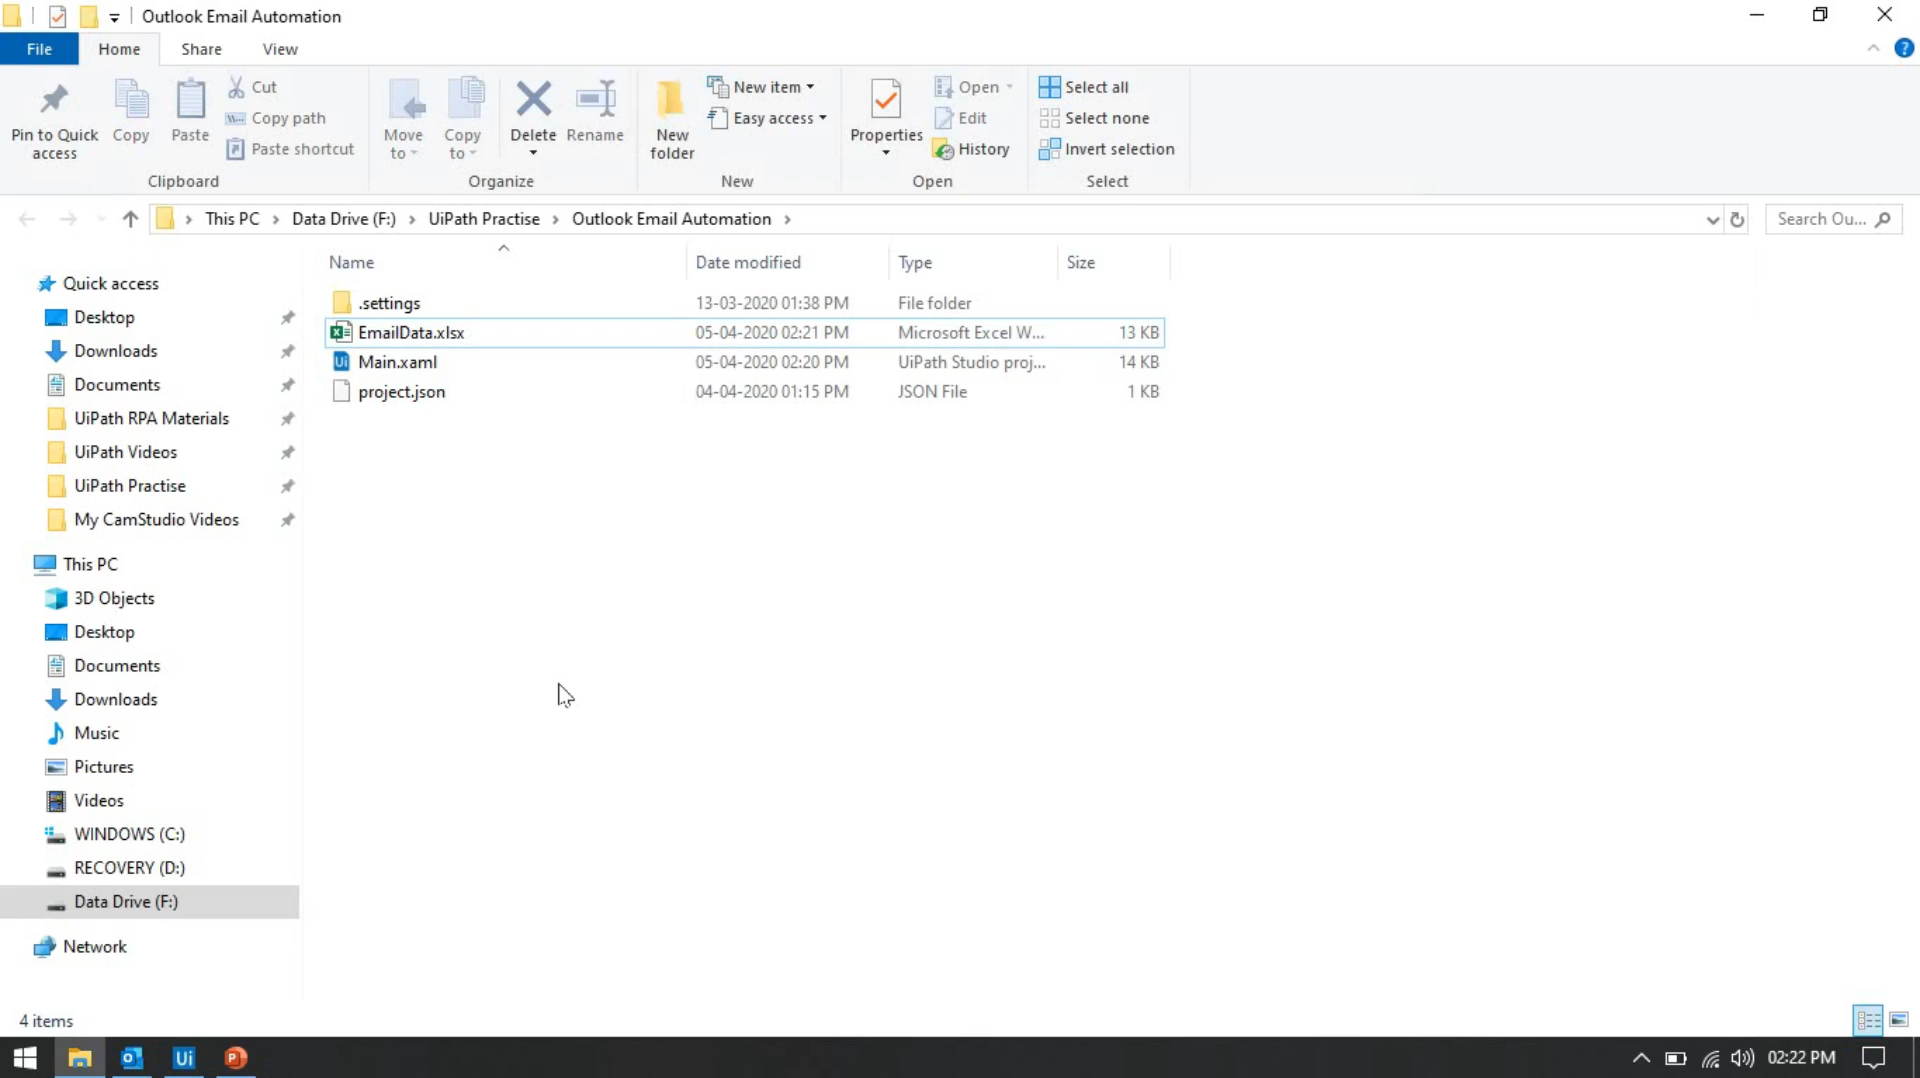 Outlook Email Automation
File Home Share View
Pin to Quick access
Copy
Paste
Cut
Copy path
Paste shortcut
Clipboard
Move to
Copy to
Delete
Rename
Organize
New folder
New item
Easy access
New
Properties
Open
Edit
History
Open
Select all
Select none
Invert selection
Select
This PC > Data Drive (F:) > UiPath Practise > Outlook Email Automation >
Search Ou...
Quick access
Desktop
Downloads
Documents
UiPath RPA Materials
UiPath Videos
UiPath Practise
My CamStudio Videos
This PC
3D Objects
Desktop
Documents
Downloads
Music
Pictures
Videos
WINDOWS (C:)
RECOVERY (D:)
Data Drive (F:)
Network
Name Date modified Type Size
.settings 13-03-2020 01:38 PM File folder
EmailData.xlsx 05-04-2020 02:21 PM Microsoft Excel W... 13 KB
Main.xaml 05-04-2020 02:20 PM UiPath Studio proj... 14 KB
project.json 04-04-2020 01:15 PM JSON File 1 KB
4 items
Ui
02:22 PM